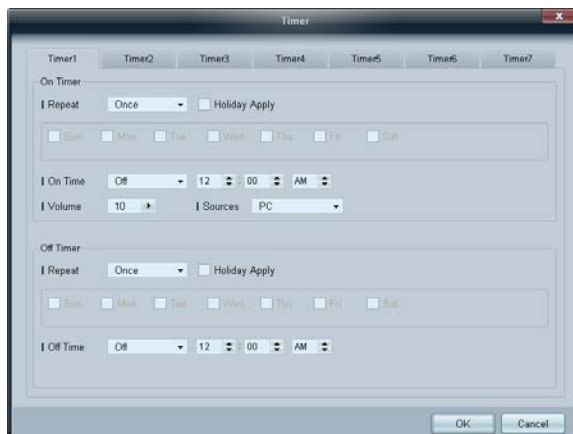 Timer
Timer1 Timer2 Timer3 Timer4 Timer5 Timer6 Timer7
On Timer
Repeat Once Holiday Apply
Sun Mon Tue Wed Thu Fri Sat
On Time Off 12 : 00 AM
Volume 10 Sources PC
Off Timer
Repeat Once Holiday Apply
Sun Mon Tue Wed Thu Fri Sat
Off Time Off 12 : 00 AM
OK Cancel